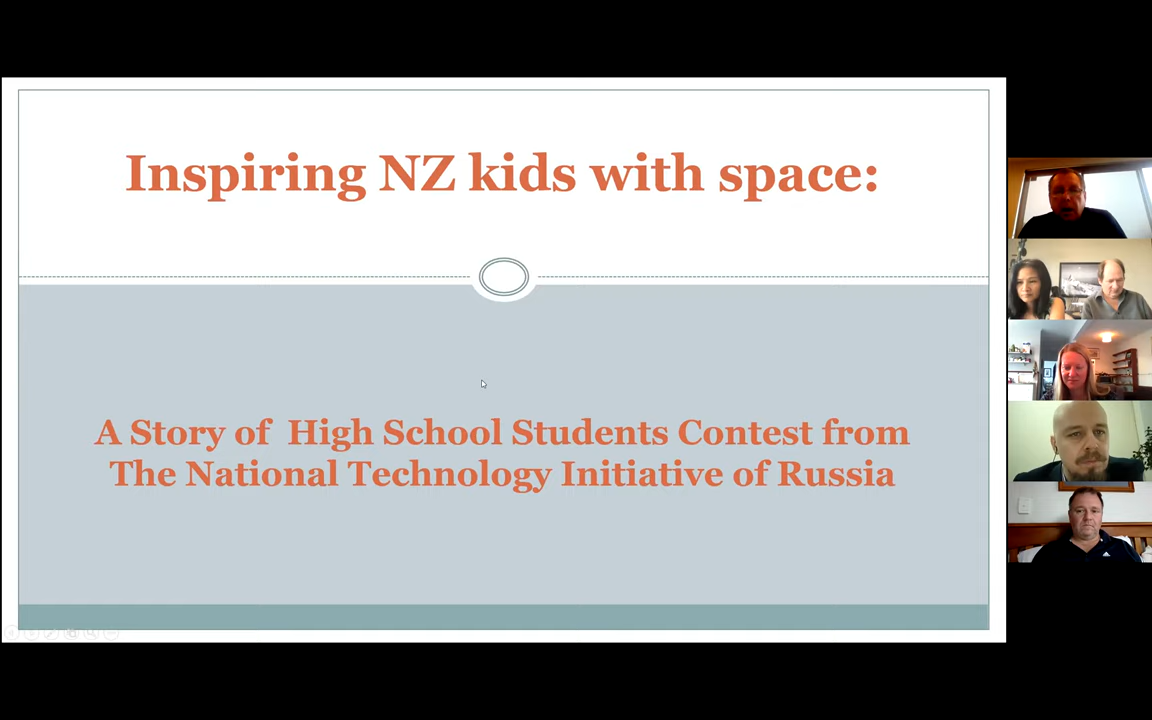 Inspiring NZ kids with space:
A Story of High School Students Contest from
The National Technology Initiative of Russia